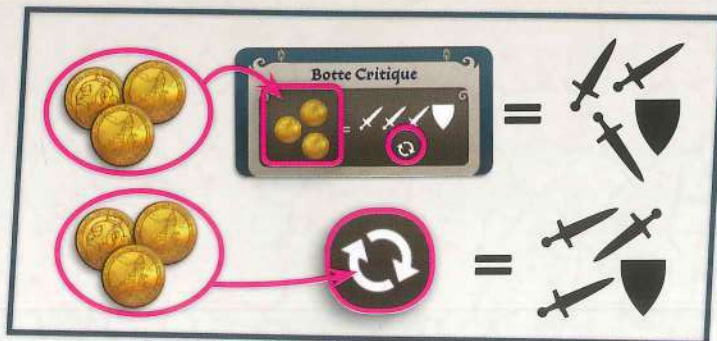 Botte Critique
=
=
=